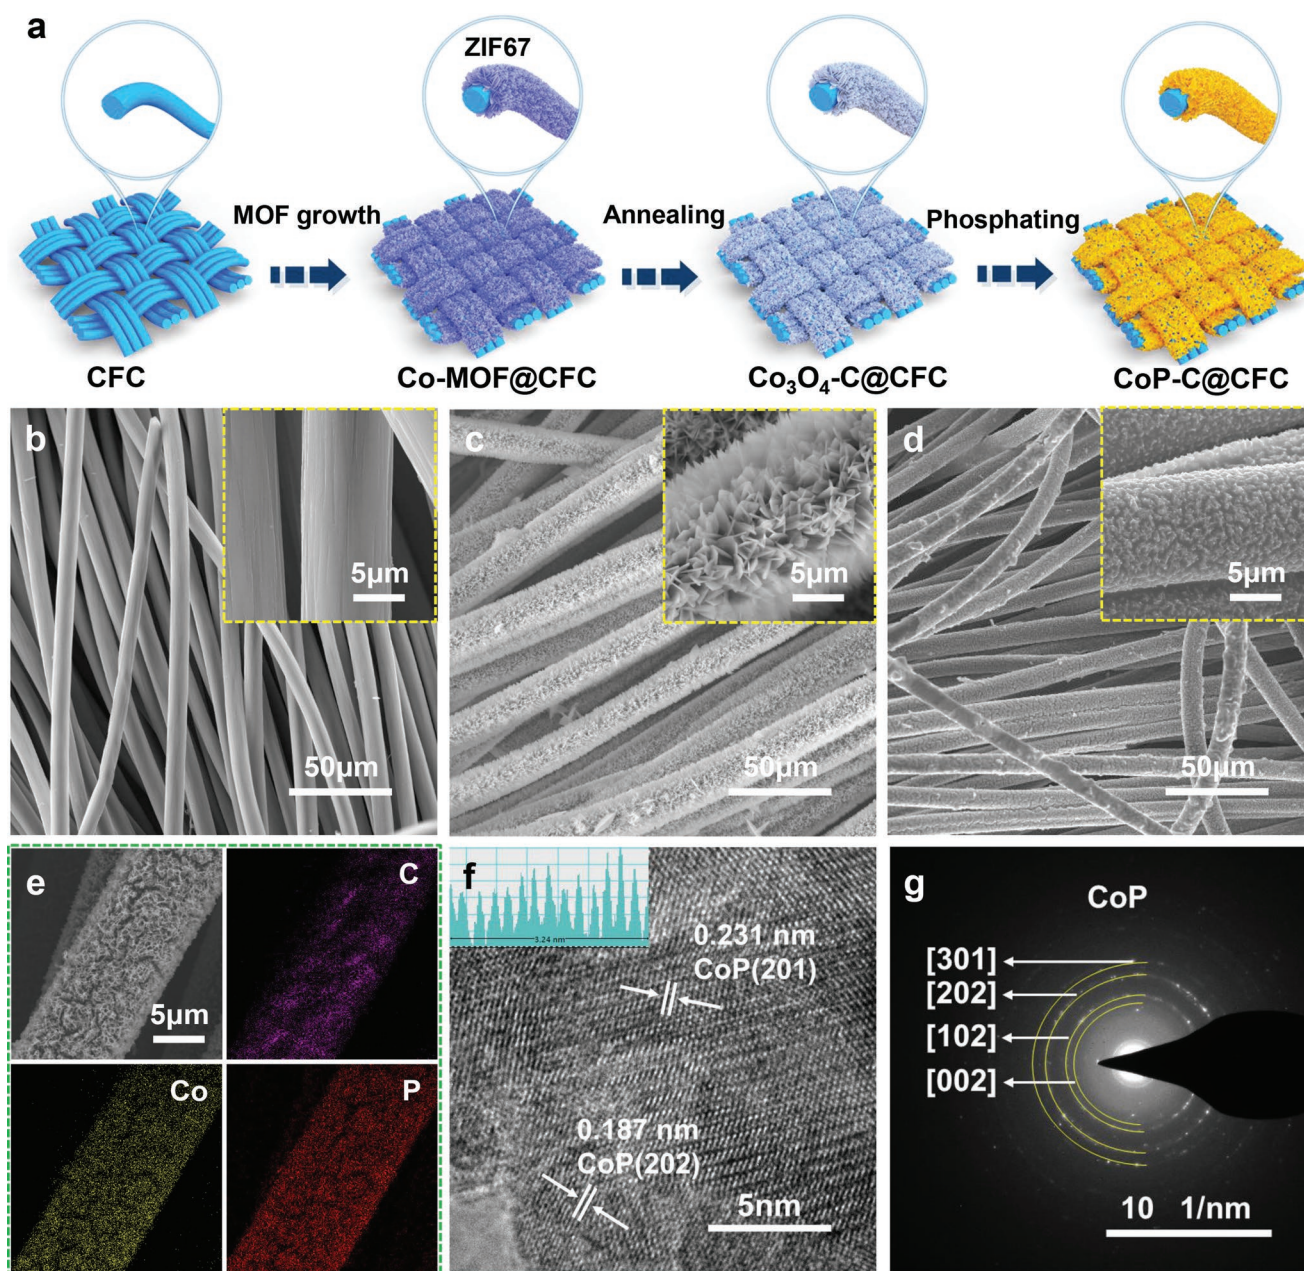 a
ZIF67
MOF growth
Annealing
Phosphating
CFC
Co-MOF@CFC
Co₃O₄-C@CFC
CoP-C@CFC
b
5μm
50μm
c
5μm
50μm
d
5μm
50μm
e
5μm
C
Co
P
f
3.24 nm
0.231 nm
CoP(201)
0.187 nm
CoP(202)
5nm
g
CoP
[301]
[202]
[102]
[002]
10 1/nm